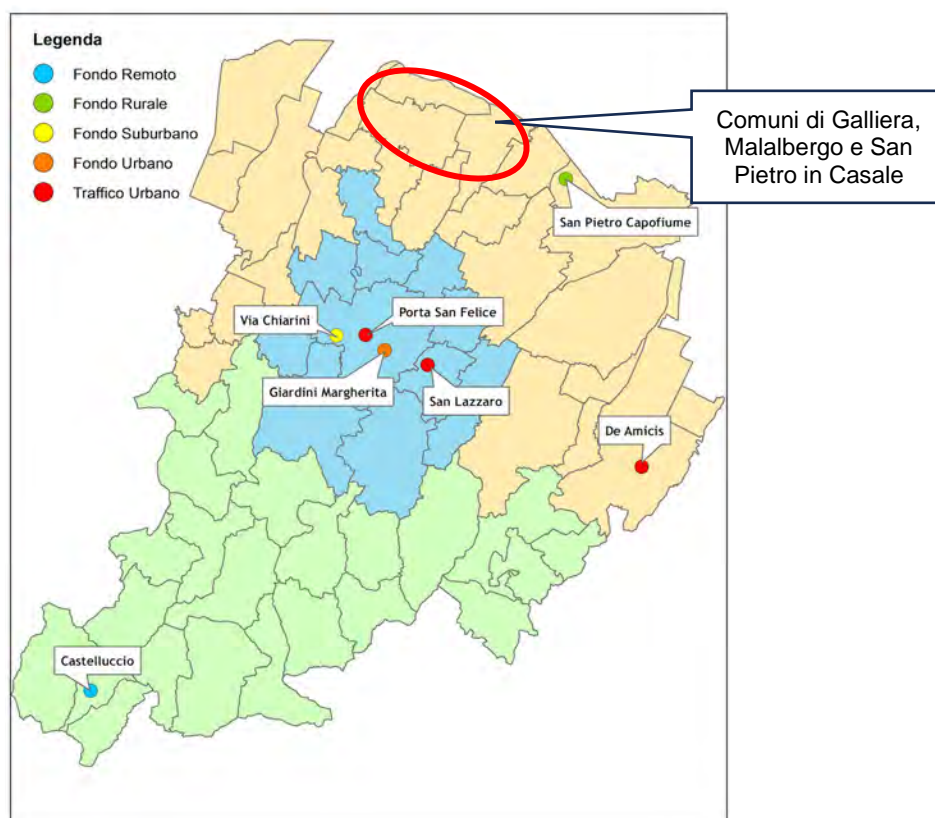 Legenda
Fondo Remoto
Fondo Rurale
Fondo Suburbano
Fondo Urbano
Traffico Urbano
Comuni di Galliera,
Malalbergo e San
Pietro in Casale
San Pietro Capofiume
Via Chiarini
Porta San Felice
Giardini Margherita
San Lazzaro
De Amicis
Castelluccio